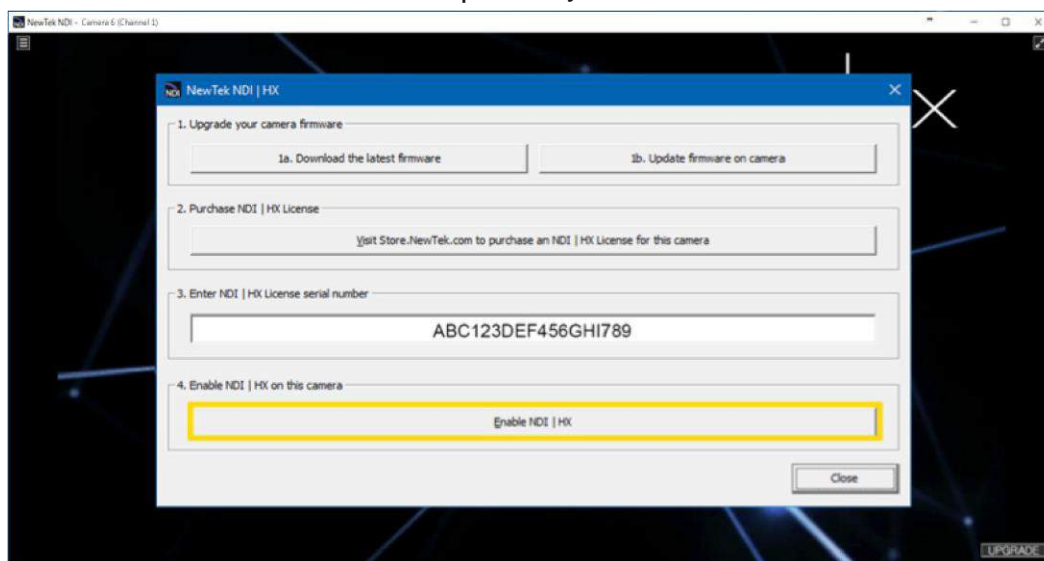 NewTek NDI - Camera 6 (Channel 1)
NewTek NDI | HX
1. Upgrade your camera firmware
1a. Download the latest firmware
1b. Update firmware on camera
2. Purchase NDI | HX License
Visit Store.NewTek.com to purchase an NDI | HX License for this camera
3. Enter NDI | HX License serial number
ABC123DEF456GHI789
4. Enable NDI | HX on this camera
Enable NDI | HX
Close
UPGRADE